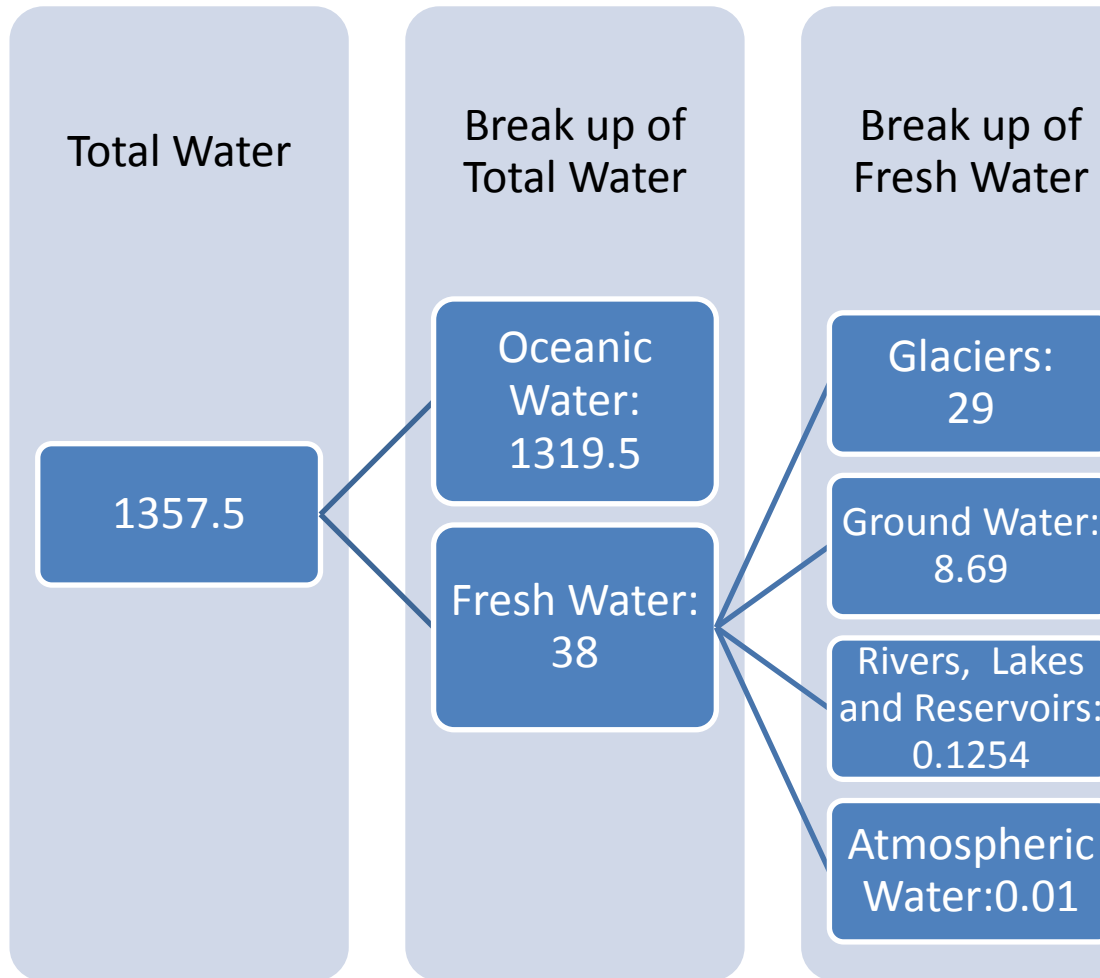 Total Water
1357.5
Break up of
Total Water
Oceanic
Water:
1319.5
Fresh Water:
38
Break up of
Fresh Water
Glaciers:
29
Ground Water:
8.69
Rivers, Lakes
and Reservoirs:
0.1254
Atmospheric
Water:0.01